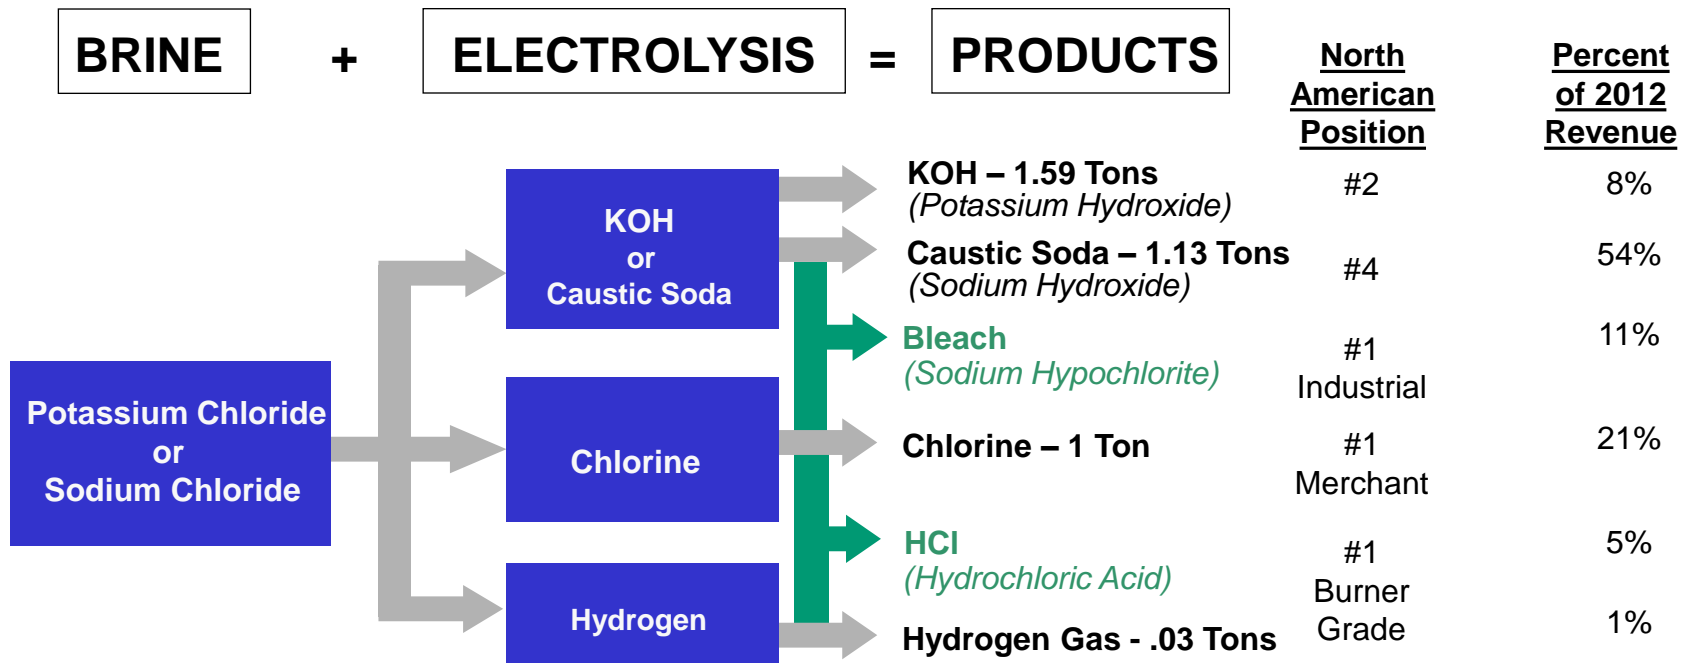 BRINE + ELECTROLYSIS = PRODUCTS
North
American
Position
Percent
of 2012
Revenue
Potassium Chloride
or
Sodium Chloride
KOH
or
Caustic Soda
Chlorine
Hydrogen
KOH – 1.59 Tons
(Potassium Hydroxide)
#2
8%
Caustic Soda – 1.13 Tons
(Sodium Hydroxide)
#4
54%
Bleach
(Sodium Hypochlorite)
#1
Industrial
11%
Chlorine – 1 Ton
#1
Merchant
21%
HCl
(Hydrochloric Acid)
#1
Burner
Grade
5%
Hydrogen Gas - .03 Tons
1%